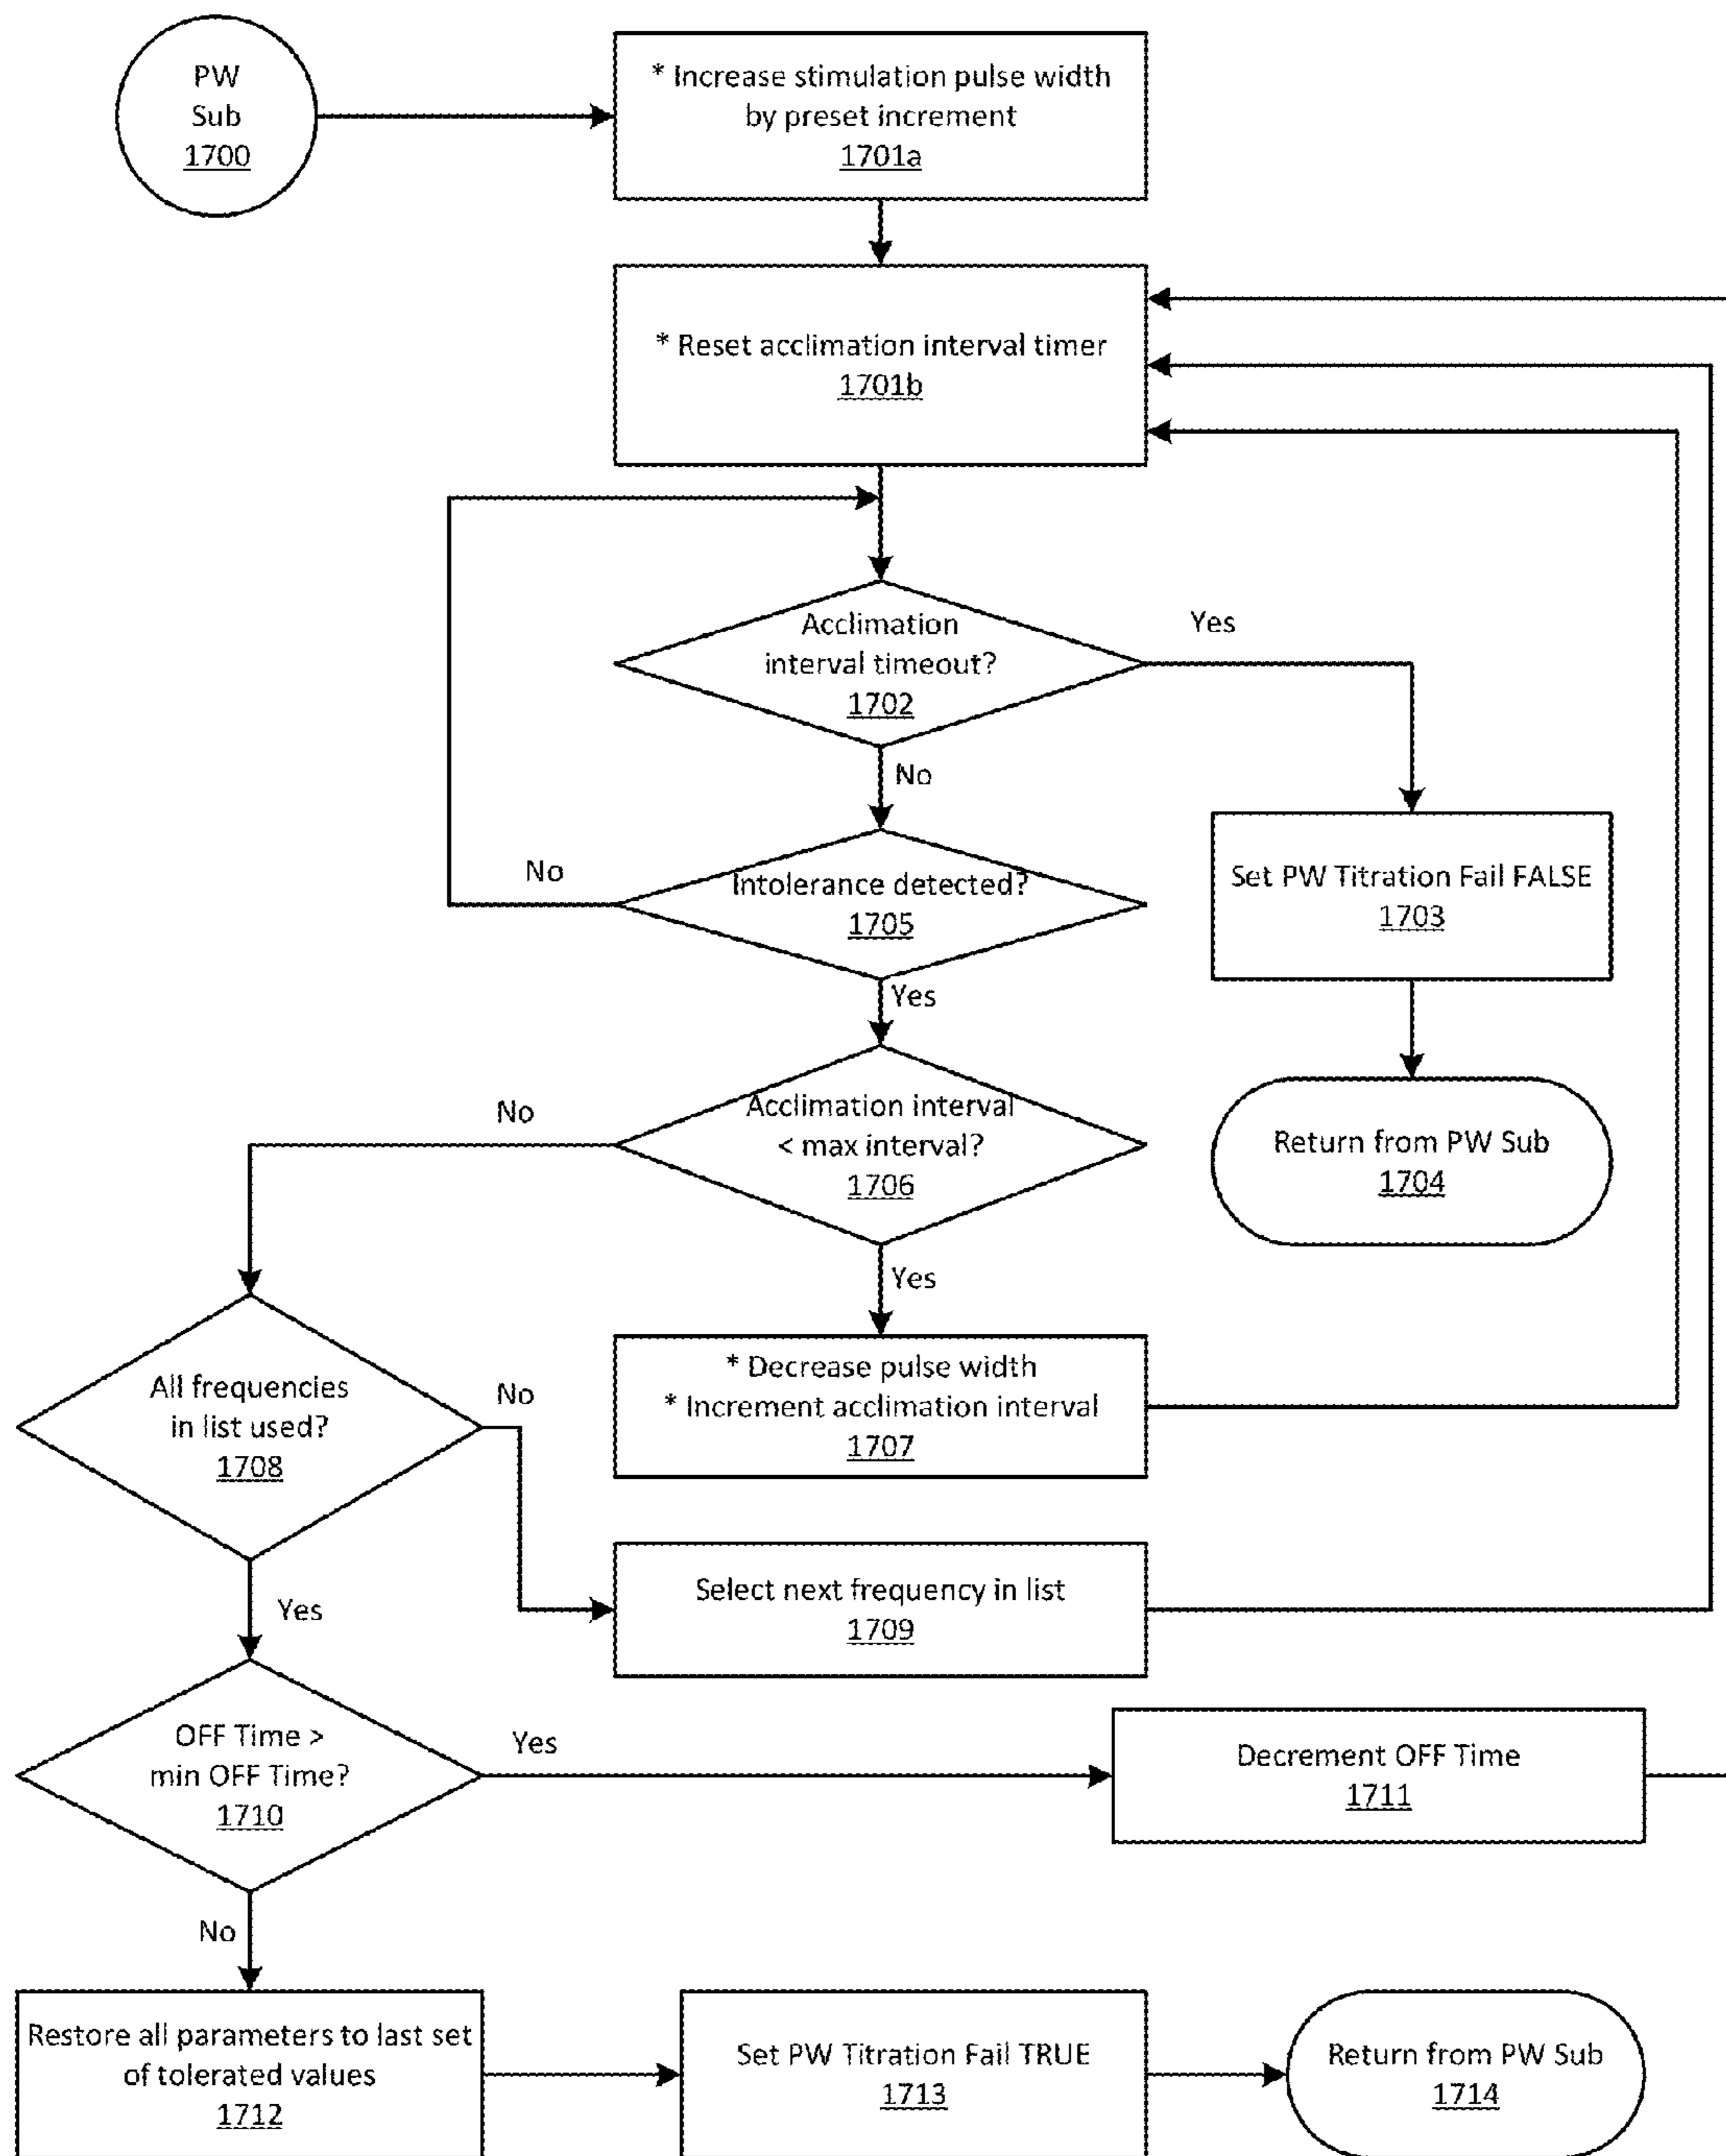 PW
Sub
1700
* Increase stimulation pulse width
by preset increment
1701a
* Reset acclimation interval timer
1701b
Acclimation
interval timeout?
1702
Yes
No
Intolerance detected?
1705
No
Set PW Titration Fail FALSE
1703
Yes
Acclimation interval
< max interval?
1706
No
Return from PW Sub
1704
Yes
* Decrease pulse width
* Increment acclimation interval
1707
All frequencies
in list used?
1708
No
Select next frequency in list
1709
Yes
OFF Time >
min OFF Time?
1710
Yes
Decrement OFF Time
1711
No
Restore all parameters to last set
of tolerated values
1712
Set PW Titration Fail TRUE
1713
Return from PW Sub
1714